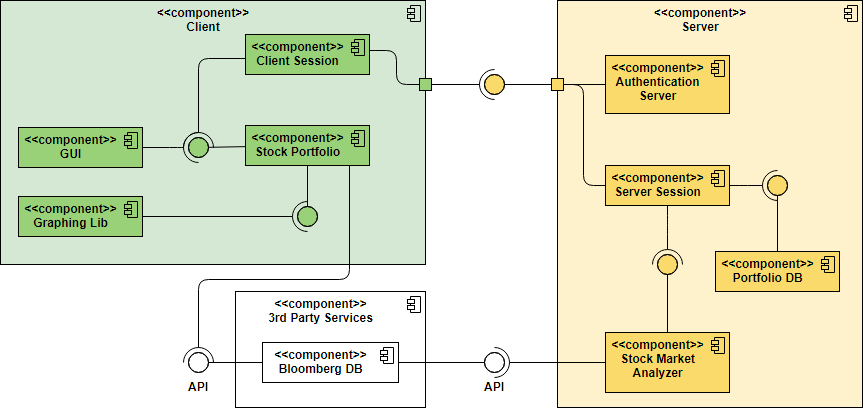 <<component>>
Client
<<component>>
Server
<<component>>
Client Session
<<component>>
Authentication
Server
<<component>>
GUI
<<component>>
Stock Portfolio
<<component>>
Server Session
<<component>>
Graphing Lib
<<component>>
Portfolio DB
<<component>>
3rd Party Services
<<component>>
Bloomberg DB
<<component>>
Stock Market
Analyzer
API
API